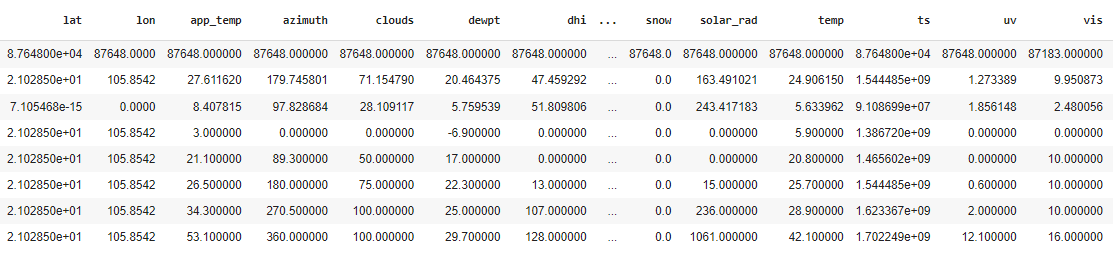 lat lon app_temp azimuth clouds dewpt dhi ... snow solar_rad temp ts uv vis
8.764800e+04 87648.0000 87648.000000 87648.000000 87648.000000 87648.000000 87648.000000 ... 87648.0 87648.000000 87648.000000 8.764800e+04 87648.000000 87183.000000
2.102850e+01 105.8542 27.611620 179.745801 71.154790 20.464375 47.459292 ... 0.0 163.491021 24.906150 1.544485e+09 1.273389 9.950873
7.105468e-15 0.0000 8.407815 97.828684 28.109117 5.759539 51.809806 ... 0.0 243.417183 5.633962 9.108699e+07 1.856148 2.480056
2.102850e+01 105.8542 3.000000 0.000000 0.000000 -6.900000 0.000000 ... 0.0 0.000000 5.900000 1.386720e+09 0.000000 0.000000
2.102850e+01 105.8542 21.100000 89.300000 50.000000 17.000000 0.000000 ... 0.0 0.000000 20.800000 1.465602e+09 0.000000 10.000000
2.102850e+01 105.8542 26.500000 180.000000 75.000000 22.300000 13.000000 ... 0.0 15.000000 25.700000 1.544485e+09 0.600000 10.000000
2.102850e+01 105.8542 34.300000 270.500000 100.000000 25.000000 107.000000 ... 0.0 236.000000 28.900000 1.623367e+09 2.000000 10.000000
2.102850e+01 105.8542 53.100000 360.000000 100.000000 29.700000 128.000000 ... 0.0 1061.000000 42.100000 1.702249e+09 12.100000 16.000000